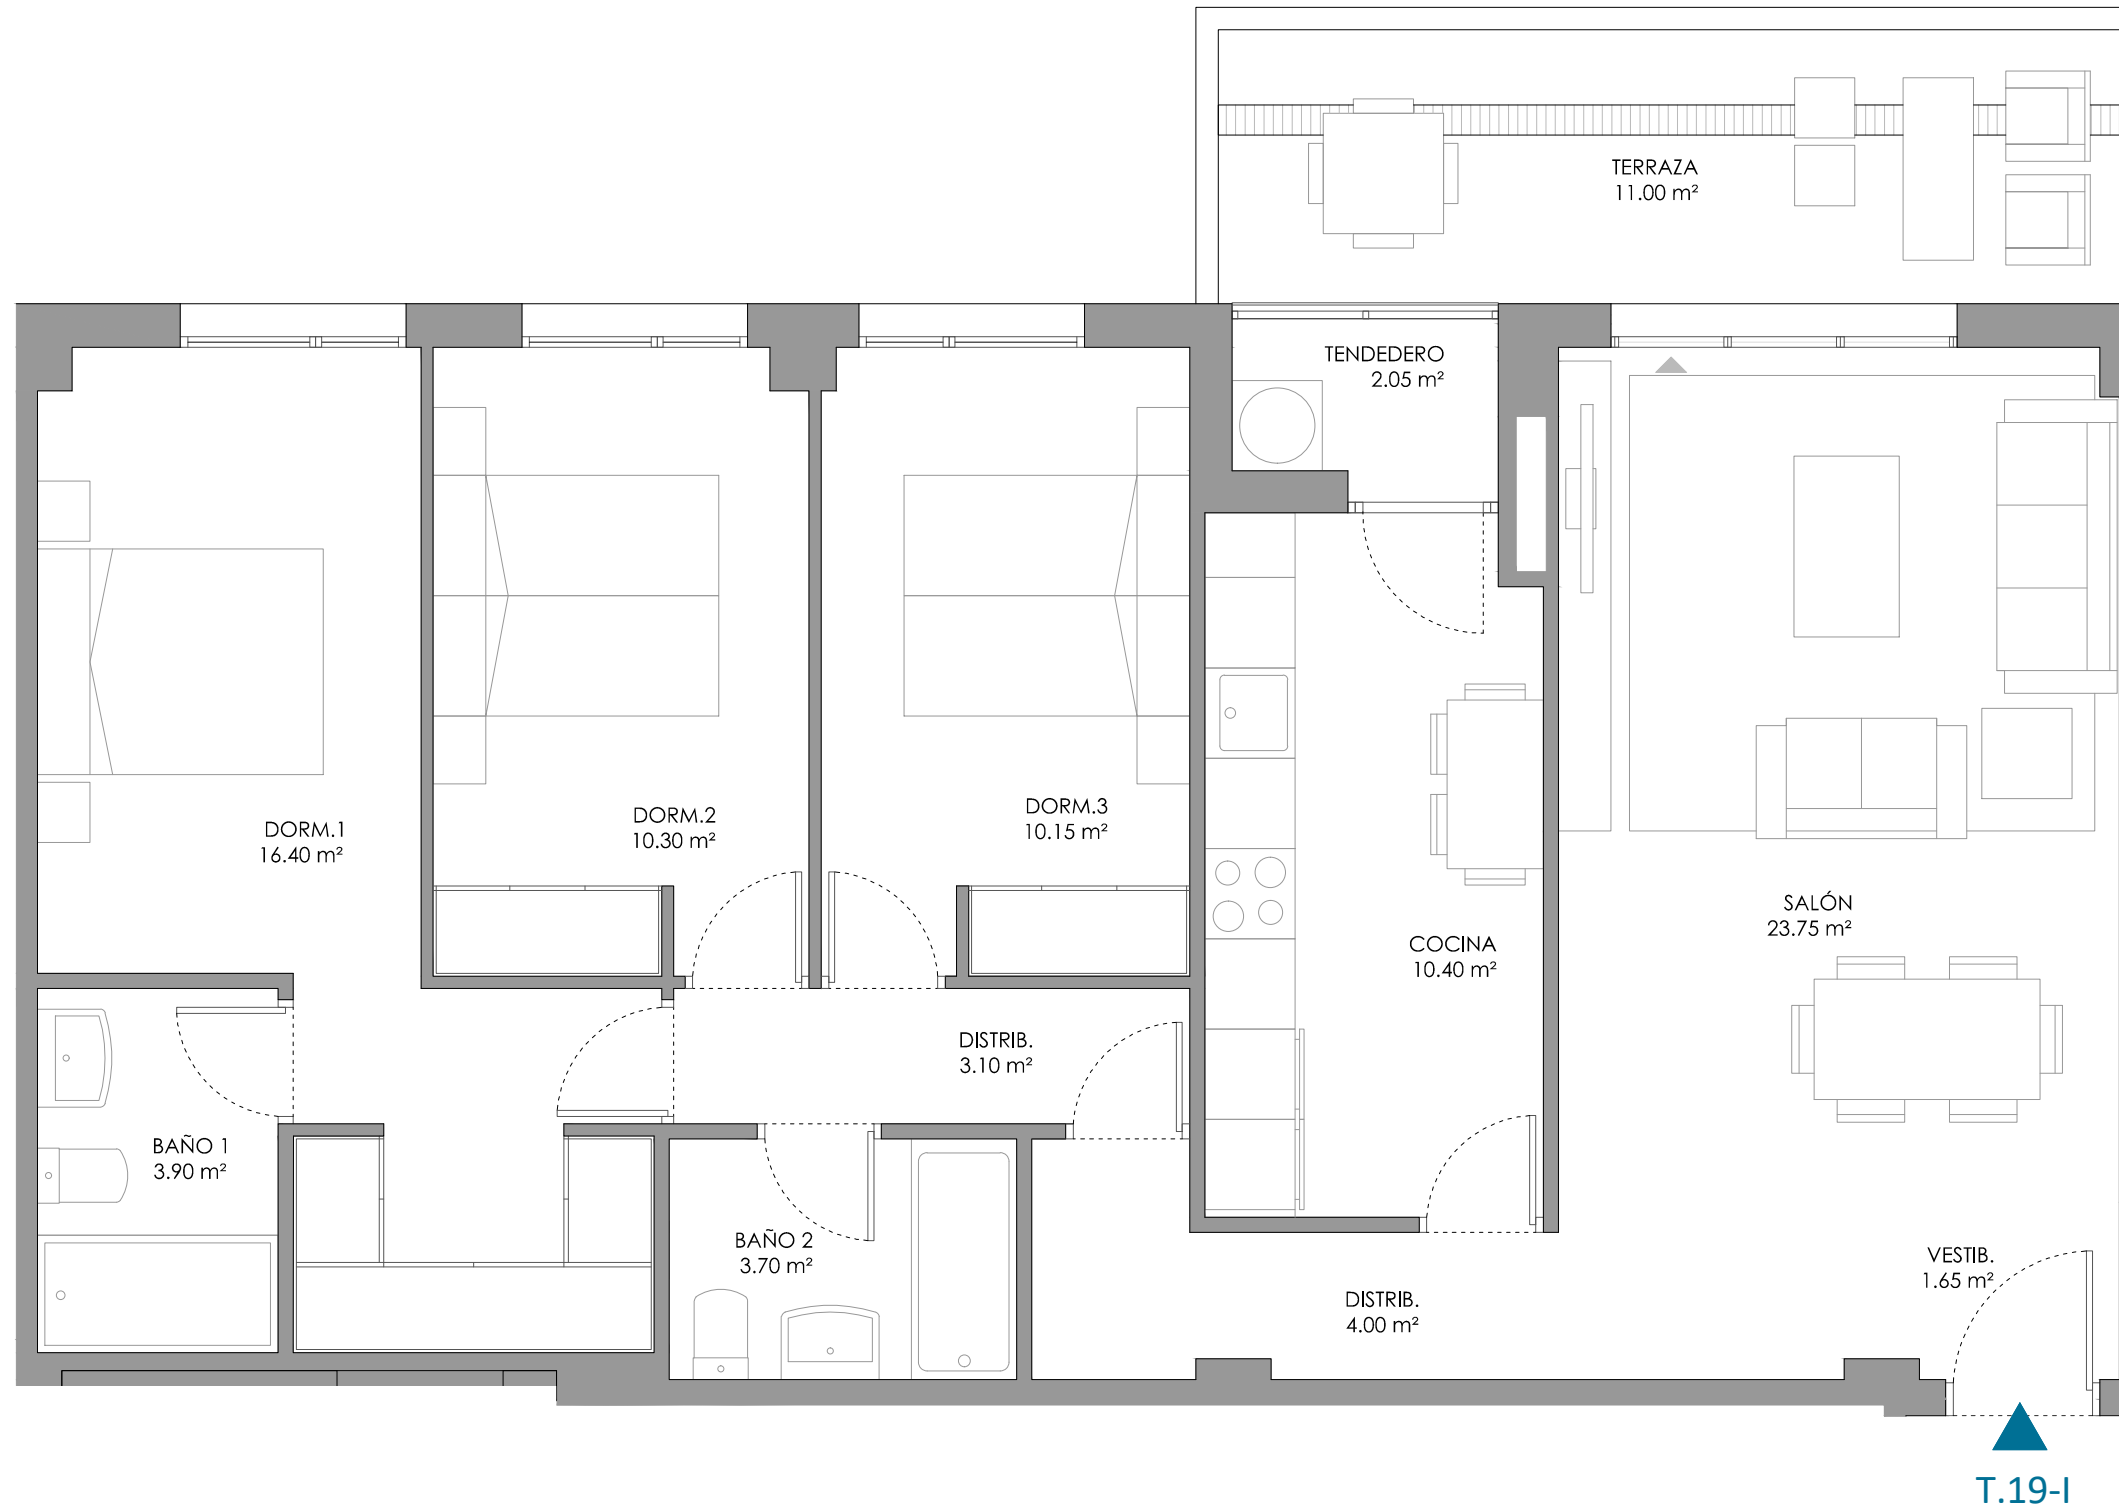 TERRAZA
11.00 m²
TENDEDERO
2.05 m²
DORM.1
16.40 m²
DORM.2
10.30 m²
DORM.3
10.15 m²
SALÓN
23.75 m²
COCINA
10.40 m²
DISTRIB.
3.10 m²
BAÑO 1
3.90 m²
BAÑO 2
3.70 m²
VESTIB.
1.65 m²
DISTRIB.
4.00 m²
T.19-I